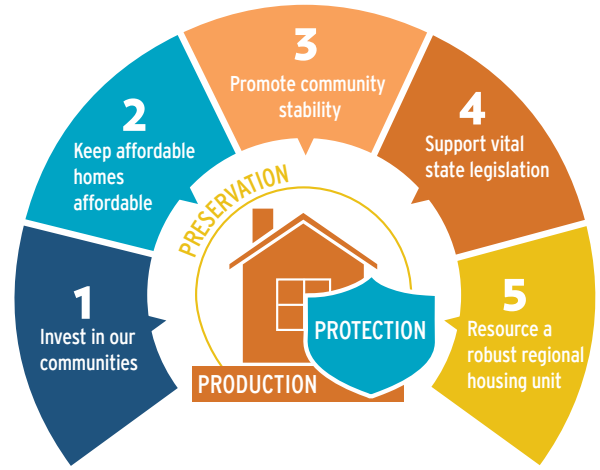 1
Invest in our
communities
2
Keep affordable
homes
affordable
3
Promote community
stability
4
Support vital
state legislation
5
Resource a
robust regional
housing unit
PRESERVATION
PROTECTION
PRODUCTION